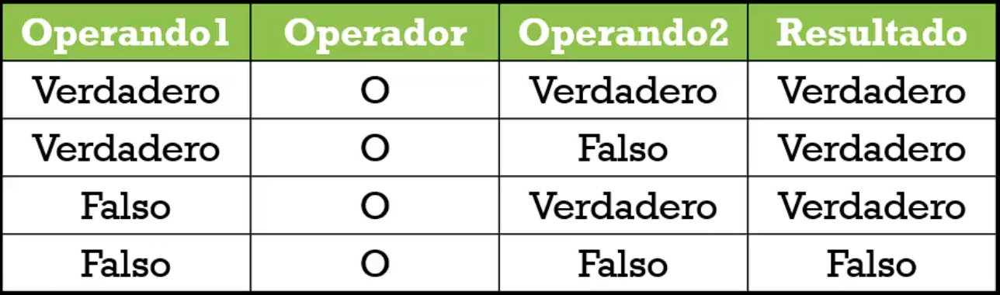 Operando1 Operador Operando2 Resultado
Verdadero O Verdadero Verdadero
Verdadero O Falso Verdadero
Falso O Verdadero Verdadero
Falso O Falso Falso